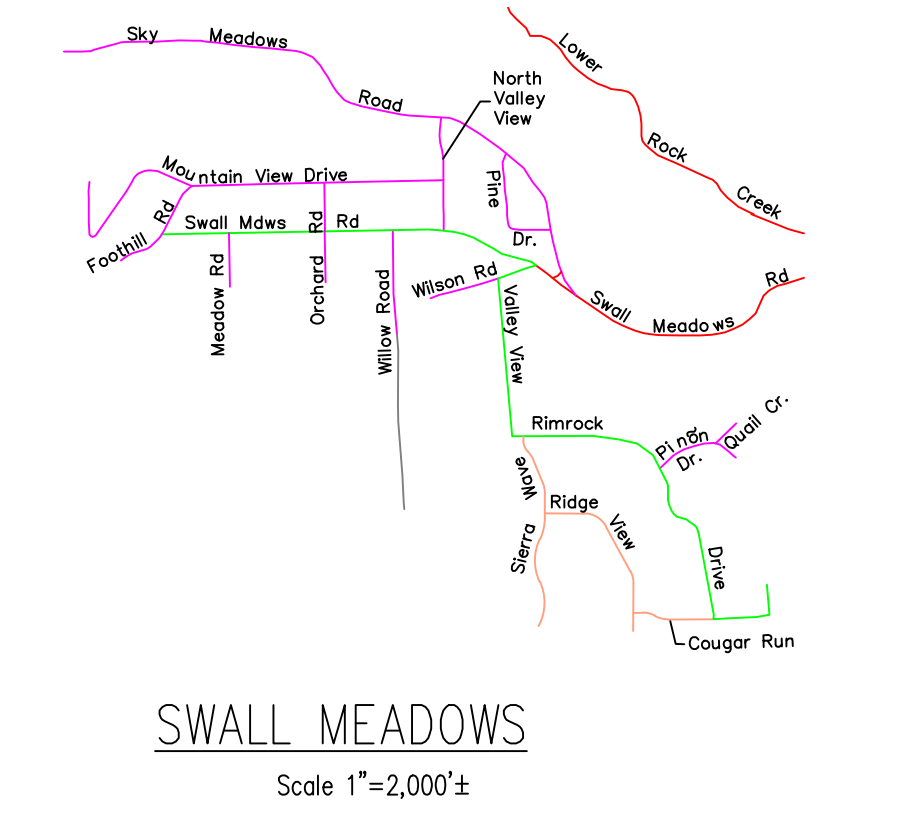 Sky Meadows Road
Lower Rock Creek Rd
North
Valley
View
Mountain View Drive
Pine
Dr.
Swall Mdws Rd
Rd
Foothill
Meadow Rd
Orchard Rd
Willow Road
Wilson Rd
Swall Meadows
Valley View
Rimrock
Piñon
Dr.
Quail Cr.
Wave
Ridge
View
Sierra
Drive
Cougar Run
SWALL MEADOWS
Scale 1"=2,000'±